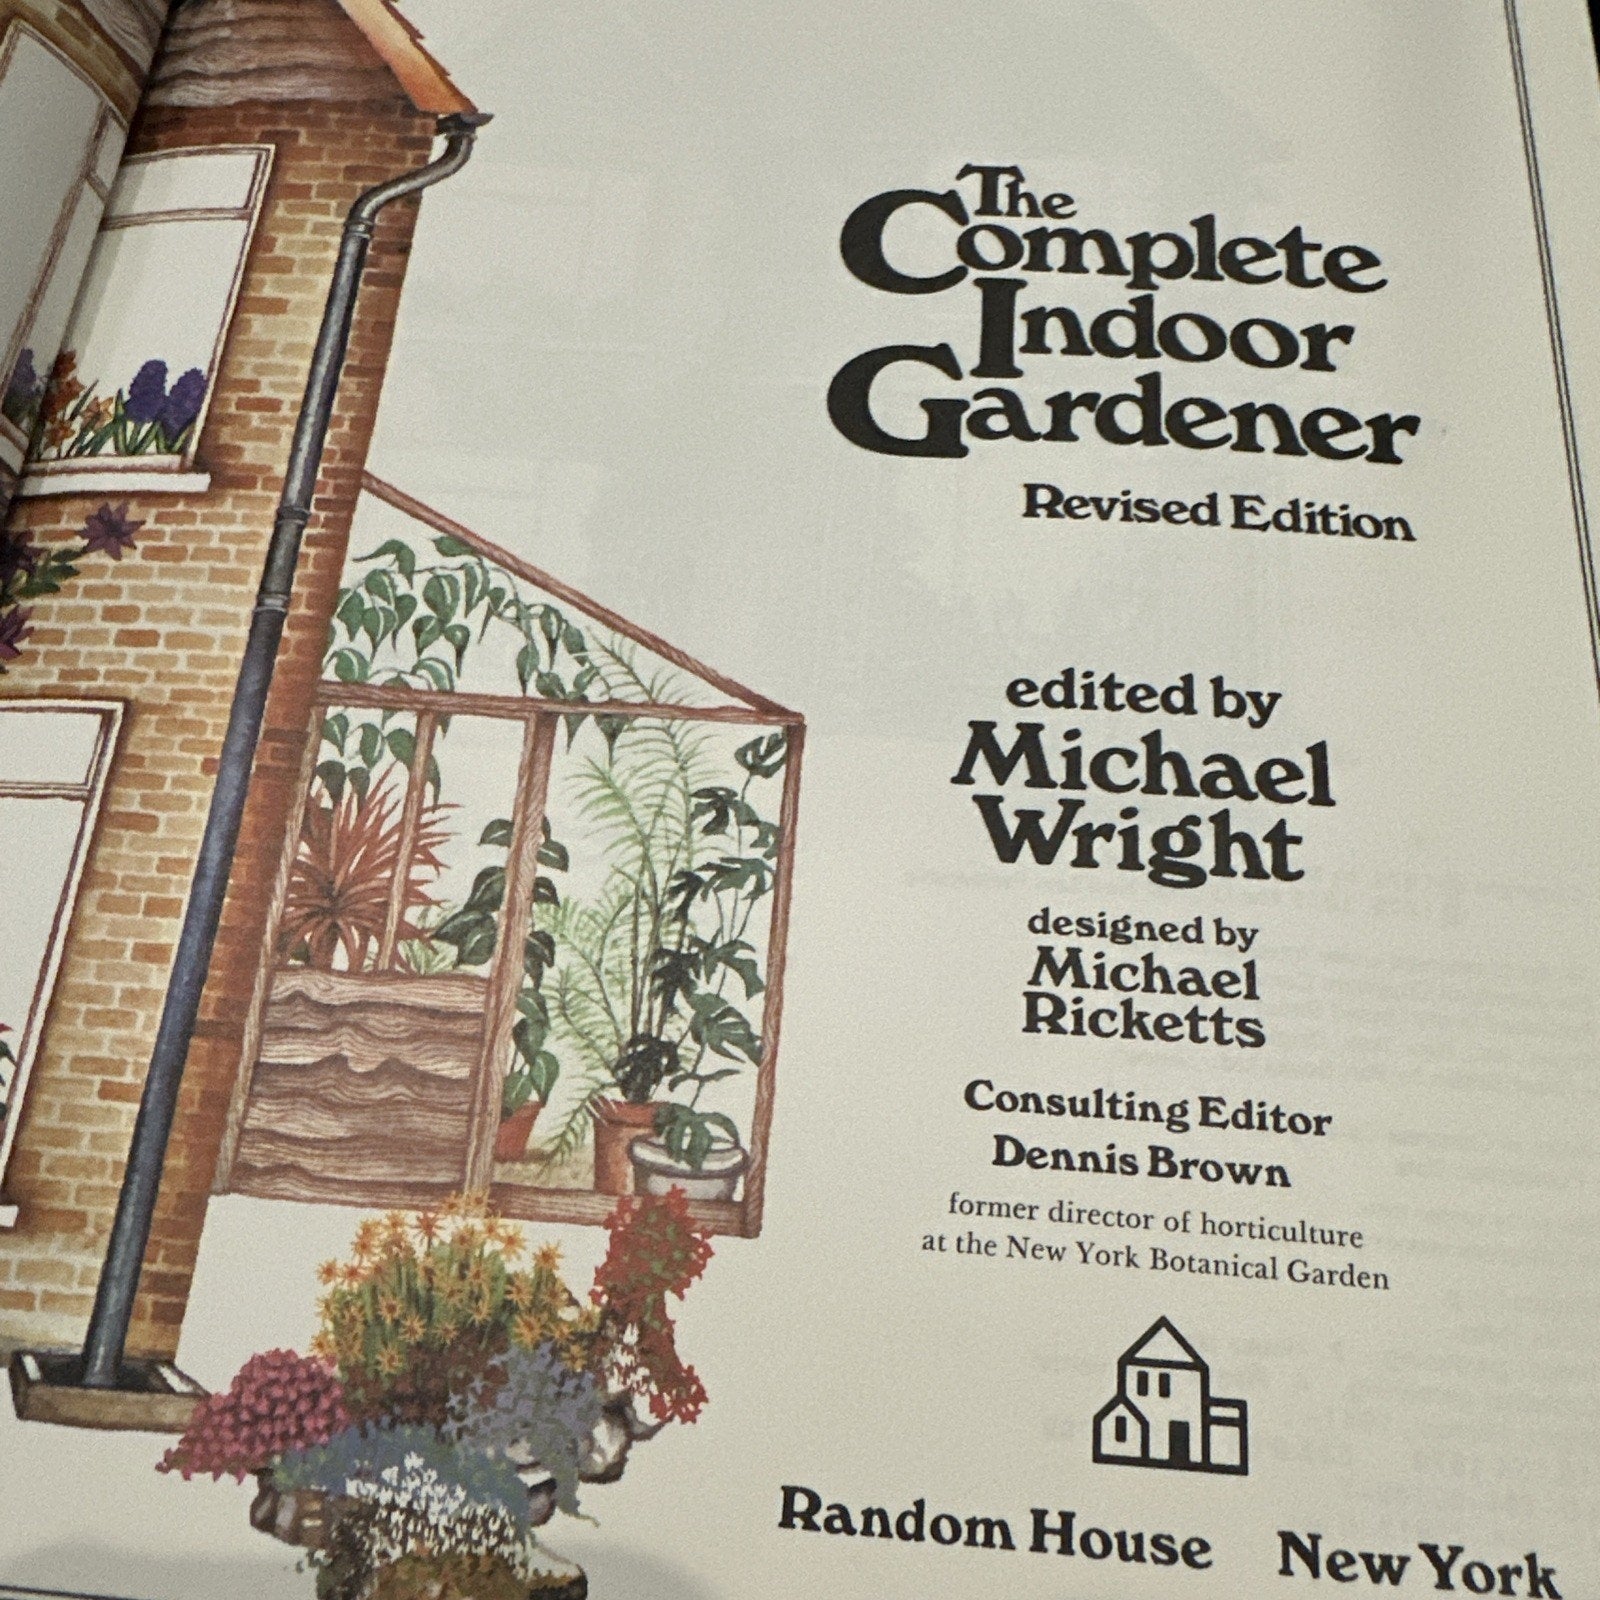 The
Complete
Indoor
Gardener
Revised Edition
edited by
Michael
Wright
designed by
Michael
Ricketts
Consulting Editor
Dennis Brown
former director of horticulture
at the New York Botanical Garden
Random House New York